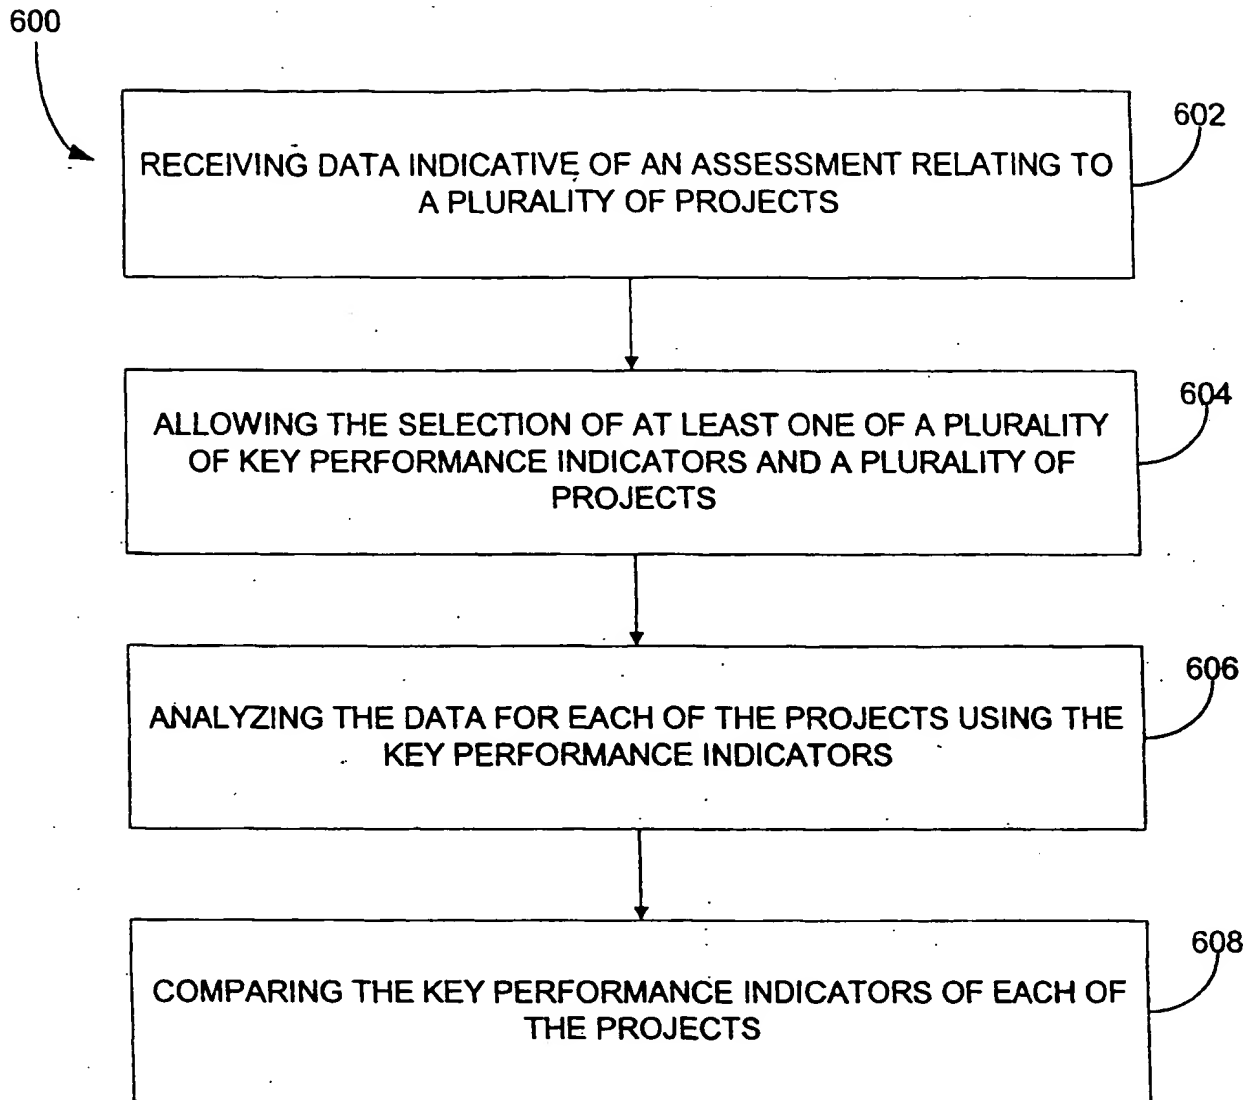 600
602
RECEIVING DATA INDICATIVE OF AN ASSESSMENT RELATING TO
A PLURALITY OF PROJECTS
604
ALLOWING THE SELECTION OF AT LEAST ONE OF A PLURALITY
OF KEY PERFORMANCE INDICATORS AND A PLURALITY OF
PROJECTS
606
ANALYZING THE DATA FOR EACH OF THE PROJECTS USING THE
KEY PERFORMANCE INDICATORS
608
COMPARING THE KEY PERFORMANCE INDICATORS OF EACH OF
THE PROJECTS